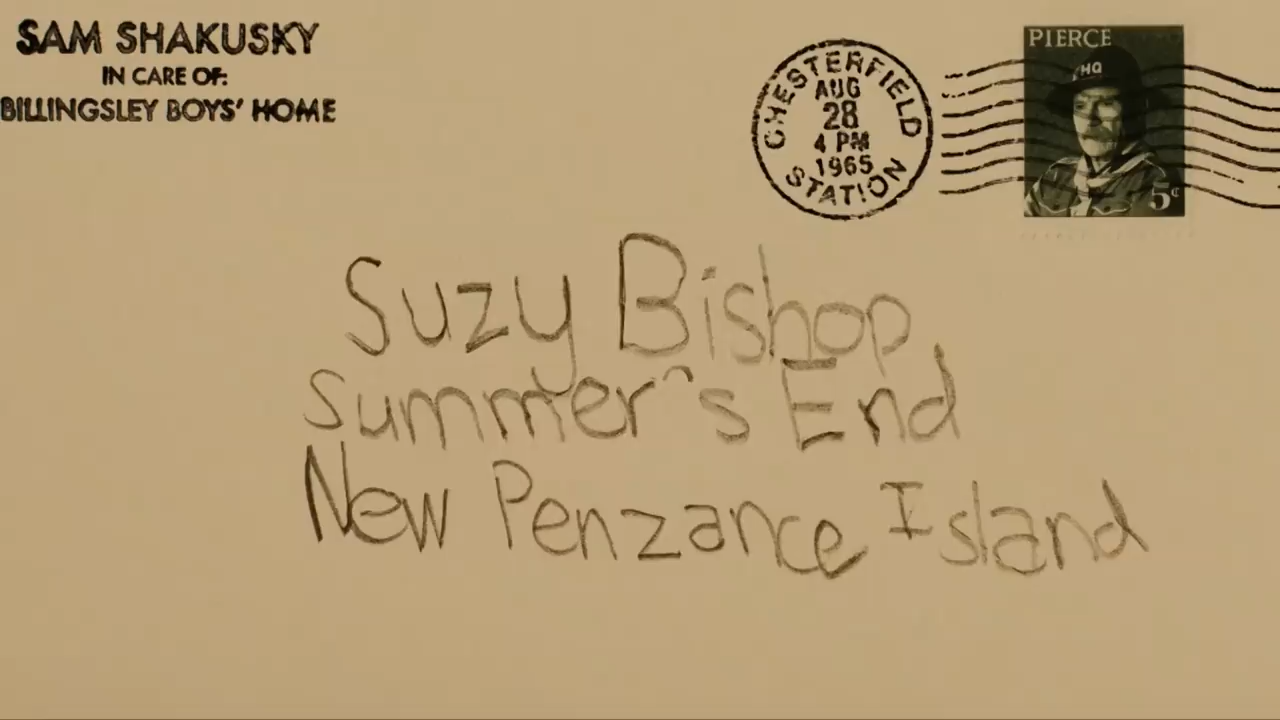 SAM SHAKUSKY
IN CARE OF:
BILLINGSLEY BOYS' HOME
CHESTERFIELD
AUG
28
4 PM
1965
STATION
PIERCE
HQ
5¢
Suzy Bishop
Summer's End
New Penzance Island